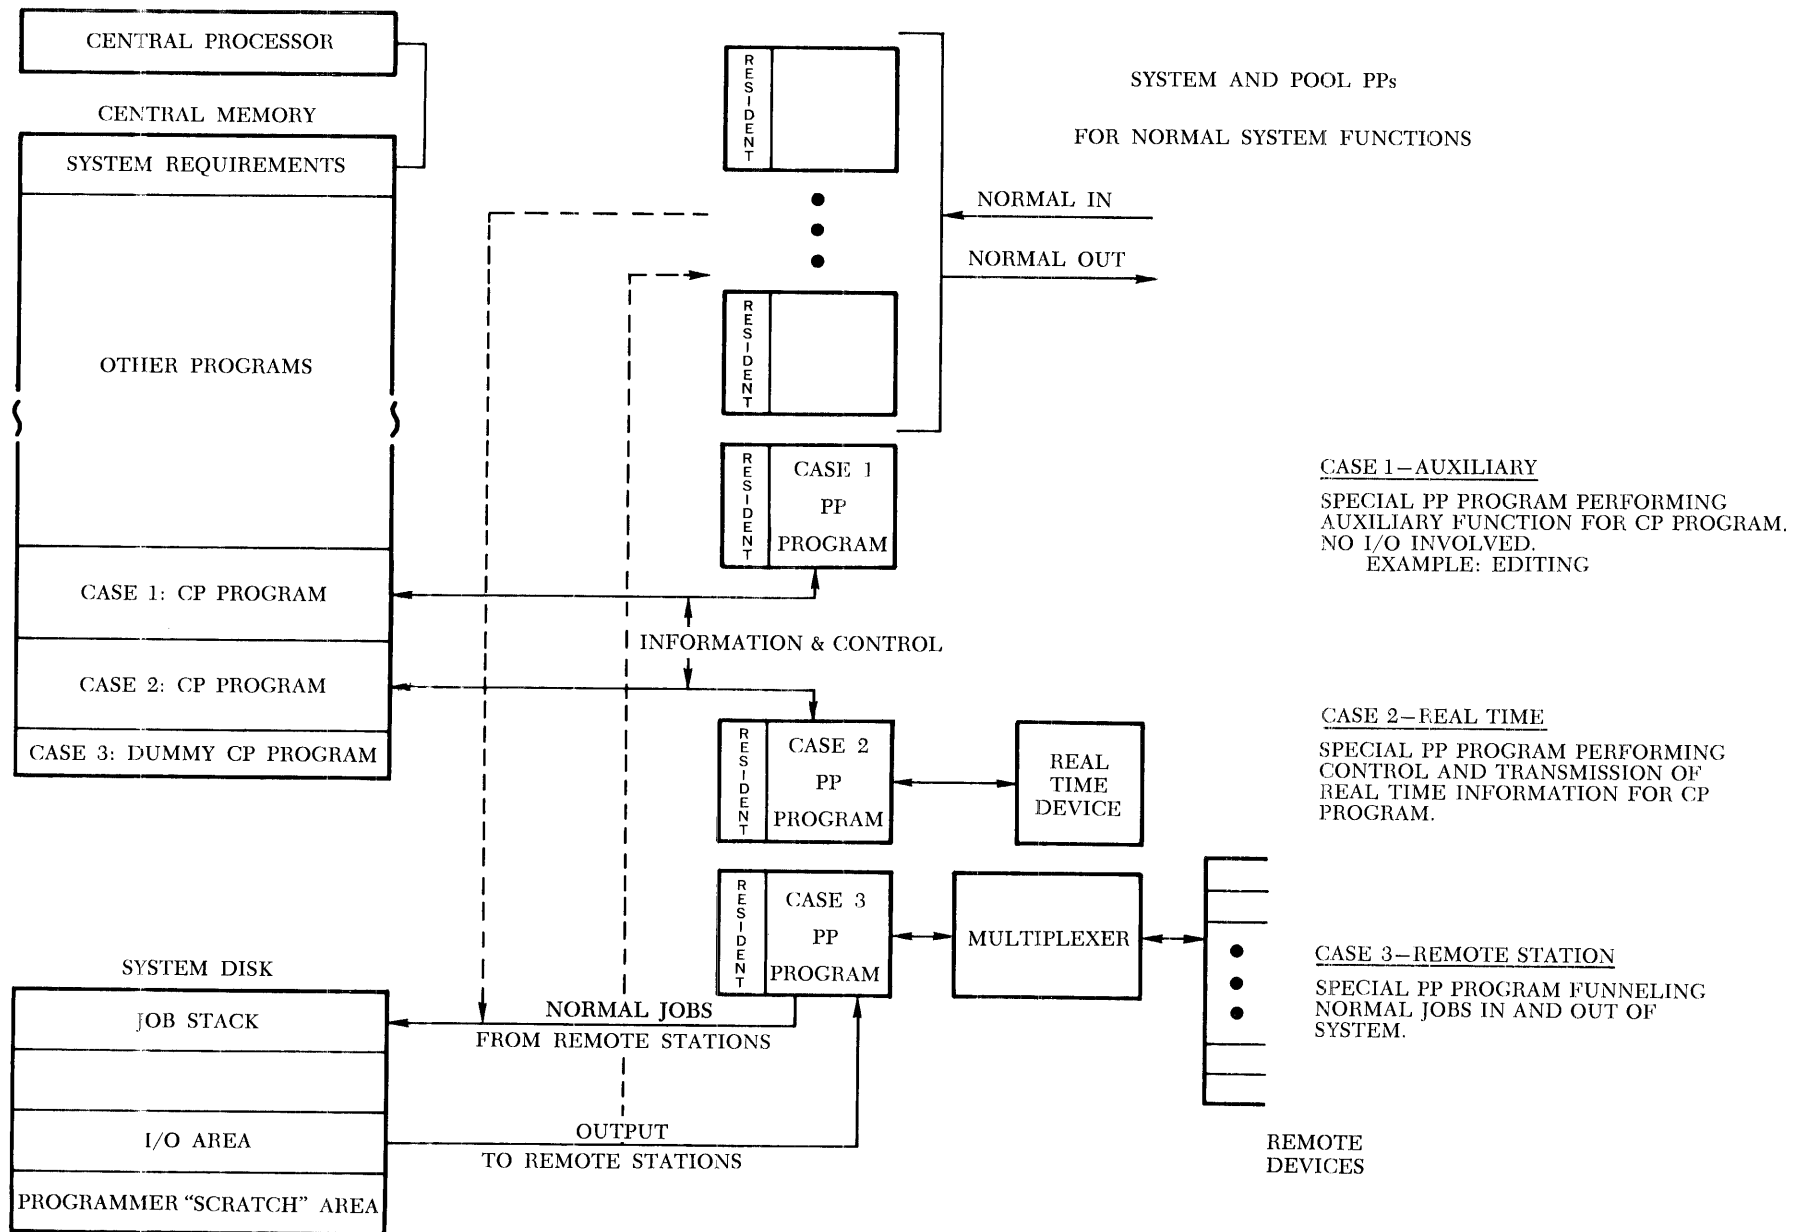 CENTRAL PROCESSOR
CENTRAL MEMORY
SYSTEM REQUIREMENTS
OTHER PROGRAMS
CASE 1: CP PROGRAM
CASE 2: CP PROGRAM
CASE 3: DUMMY CP PROGRAM
SYSTEM DISK
JOB STACK
I/O AREA
PROGRAMMER “SCRATCH” AREA
RESIDENT
RESIDENT
SYSTEM AND POOL PPs
FOR NORMAL SYSTEM FUNCTIONS
NORMAL IN
NORMAL OUT
RESIDENT
CASE 1
PP
PROGRAM
INFORMATION & CONTROL
RESIDENT
CASE 2
PP
PROGRAM
REAL
TIME
DEVICE
RESIDENT
CASE 3
PP
PROGRAM
MULTIPLEXER
NORMAL JOBS
FROM REMOTE STATIONS
OUTPUT
TO REMOTE STATIONS
REMOTE
DEVICES
CASE 1—AUXILIARY
SPECIAL PP PROGRAM PERFORMING
AUXILIARY FUNCTION FOR CP PROGRAM.
NO I/O INVOLVED.
EXAMPLE: EDITING
CASE 2—REAL TIME
SPECIAL PP PROGRAM PERFORMING
CONTROL AND TRANSMISSION OF
REAL TIME INFORMATION FOR CP
PROGRAM.
CASE 3—REMOTE STATION
SPECIAL PP PROGRAM FUNNELING
NORMAL JOBS IN AND OUT OF
SYSTEM.